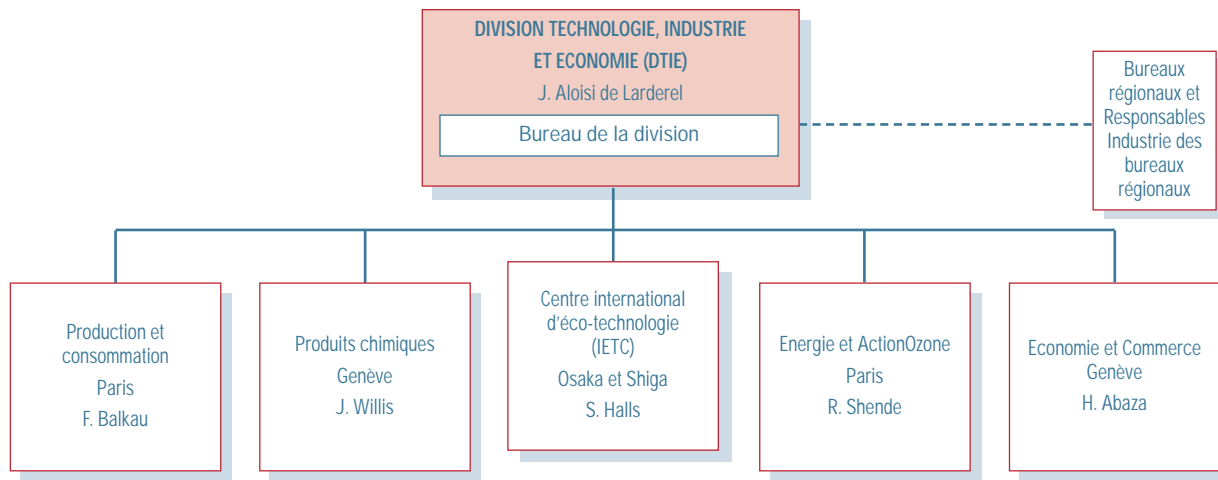 DIVISION TECHNOLOGIE, INDUSTRIE
ET ECONOMIE (DTIE)
J. Aloisi de Larderel
Bureau de la division
Bureaux
régionaux et
Responsables
Industrie des
bureaux
régionaux
Production et
consommation
Paris
F. Balkau
Produits chimiques
Genève
J. Willis
Centre international
d'éco-technologie
(IETC)
Osaka et Shiga
S. Halls
Energie et ActionOzone
Paris
R. Shende
Economie et Commerce
Genève
H. Abaza